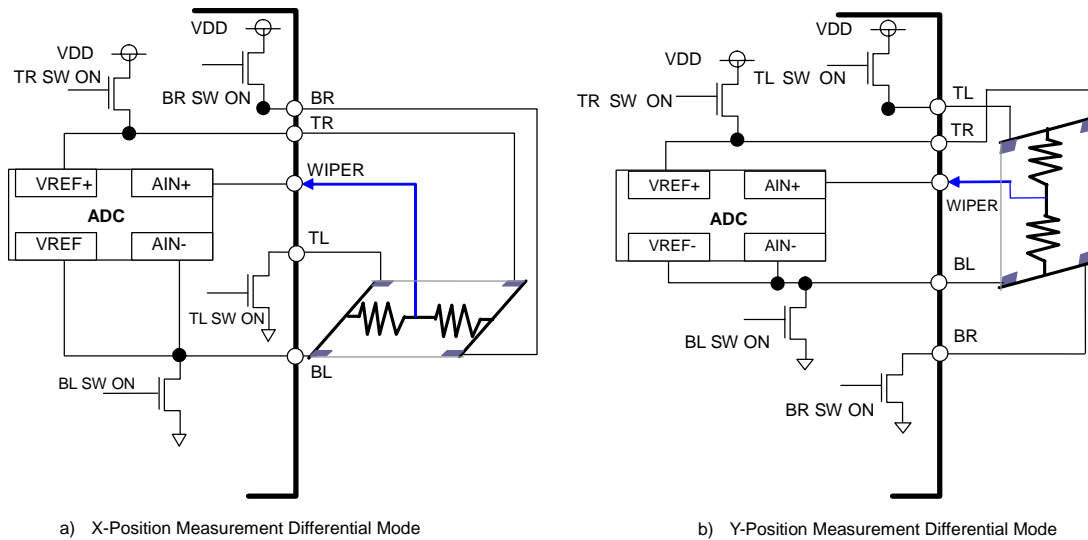 VDD
VDD
TR SW ON
BR SW ON
BR
TR
VREF+
AIN+
WIPER
ADC
VREF
AIN-
TL
TL SW ON
BL SW ON
BL
a) X-Position Measurement Differential Mode
VDD
VDD
TL SW ON
TR SW ON
TL
TR
VREF+
AIN+
WIPER
ADC
VREF-
AIN-
BL
BL SW ON
BR
BR SW ON
b) Y-Position Measurement Differential Mode